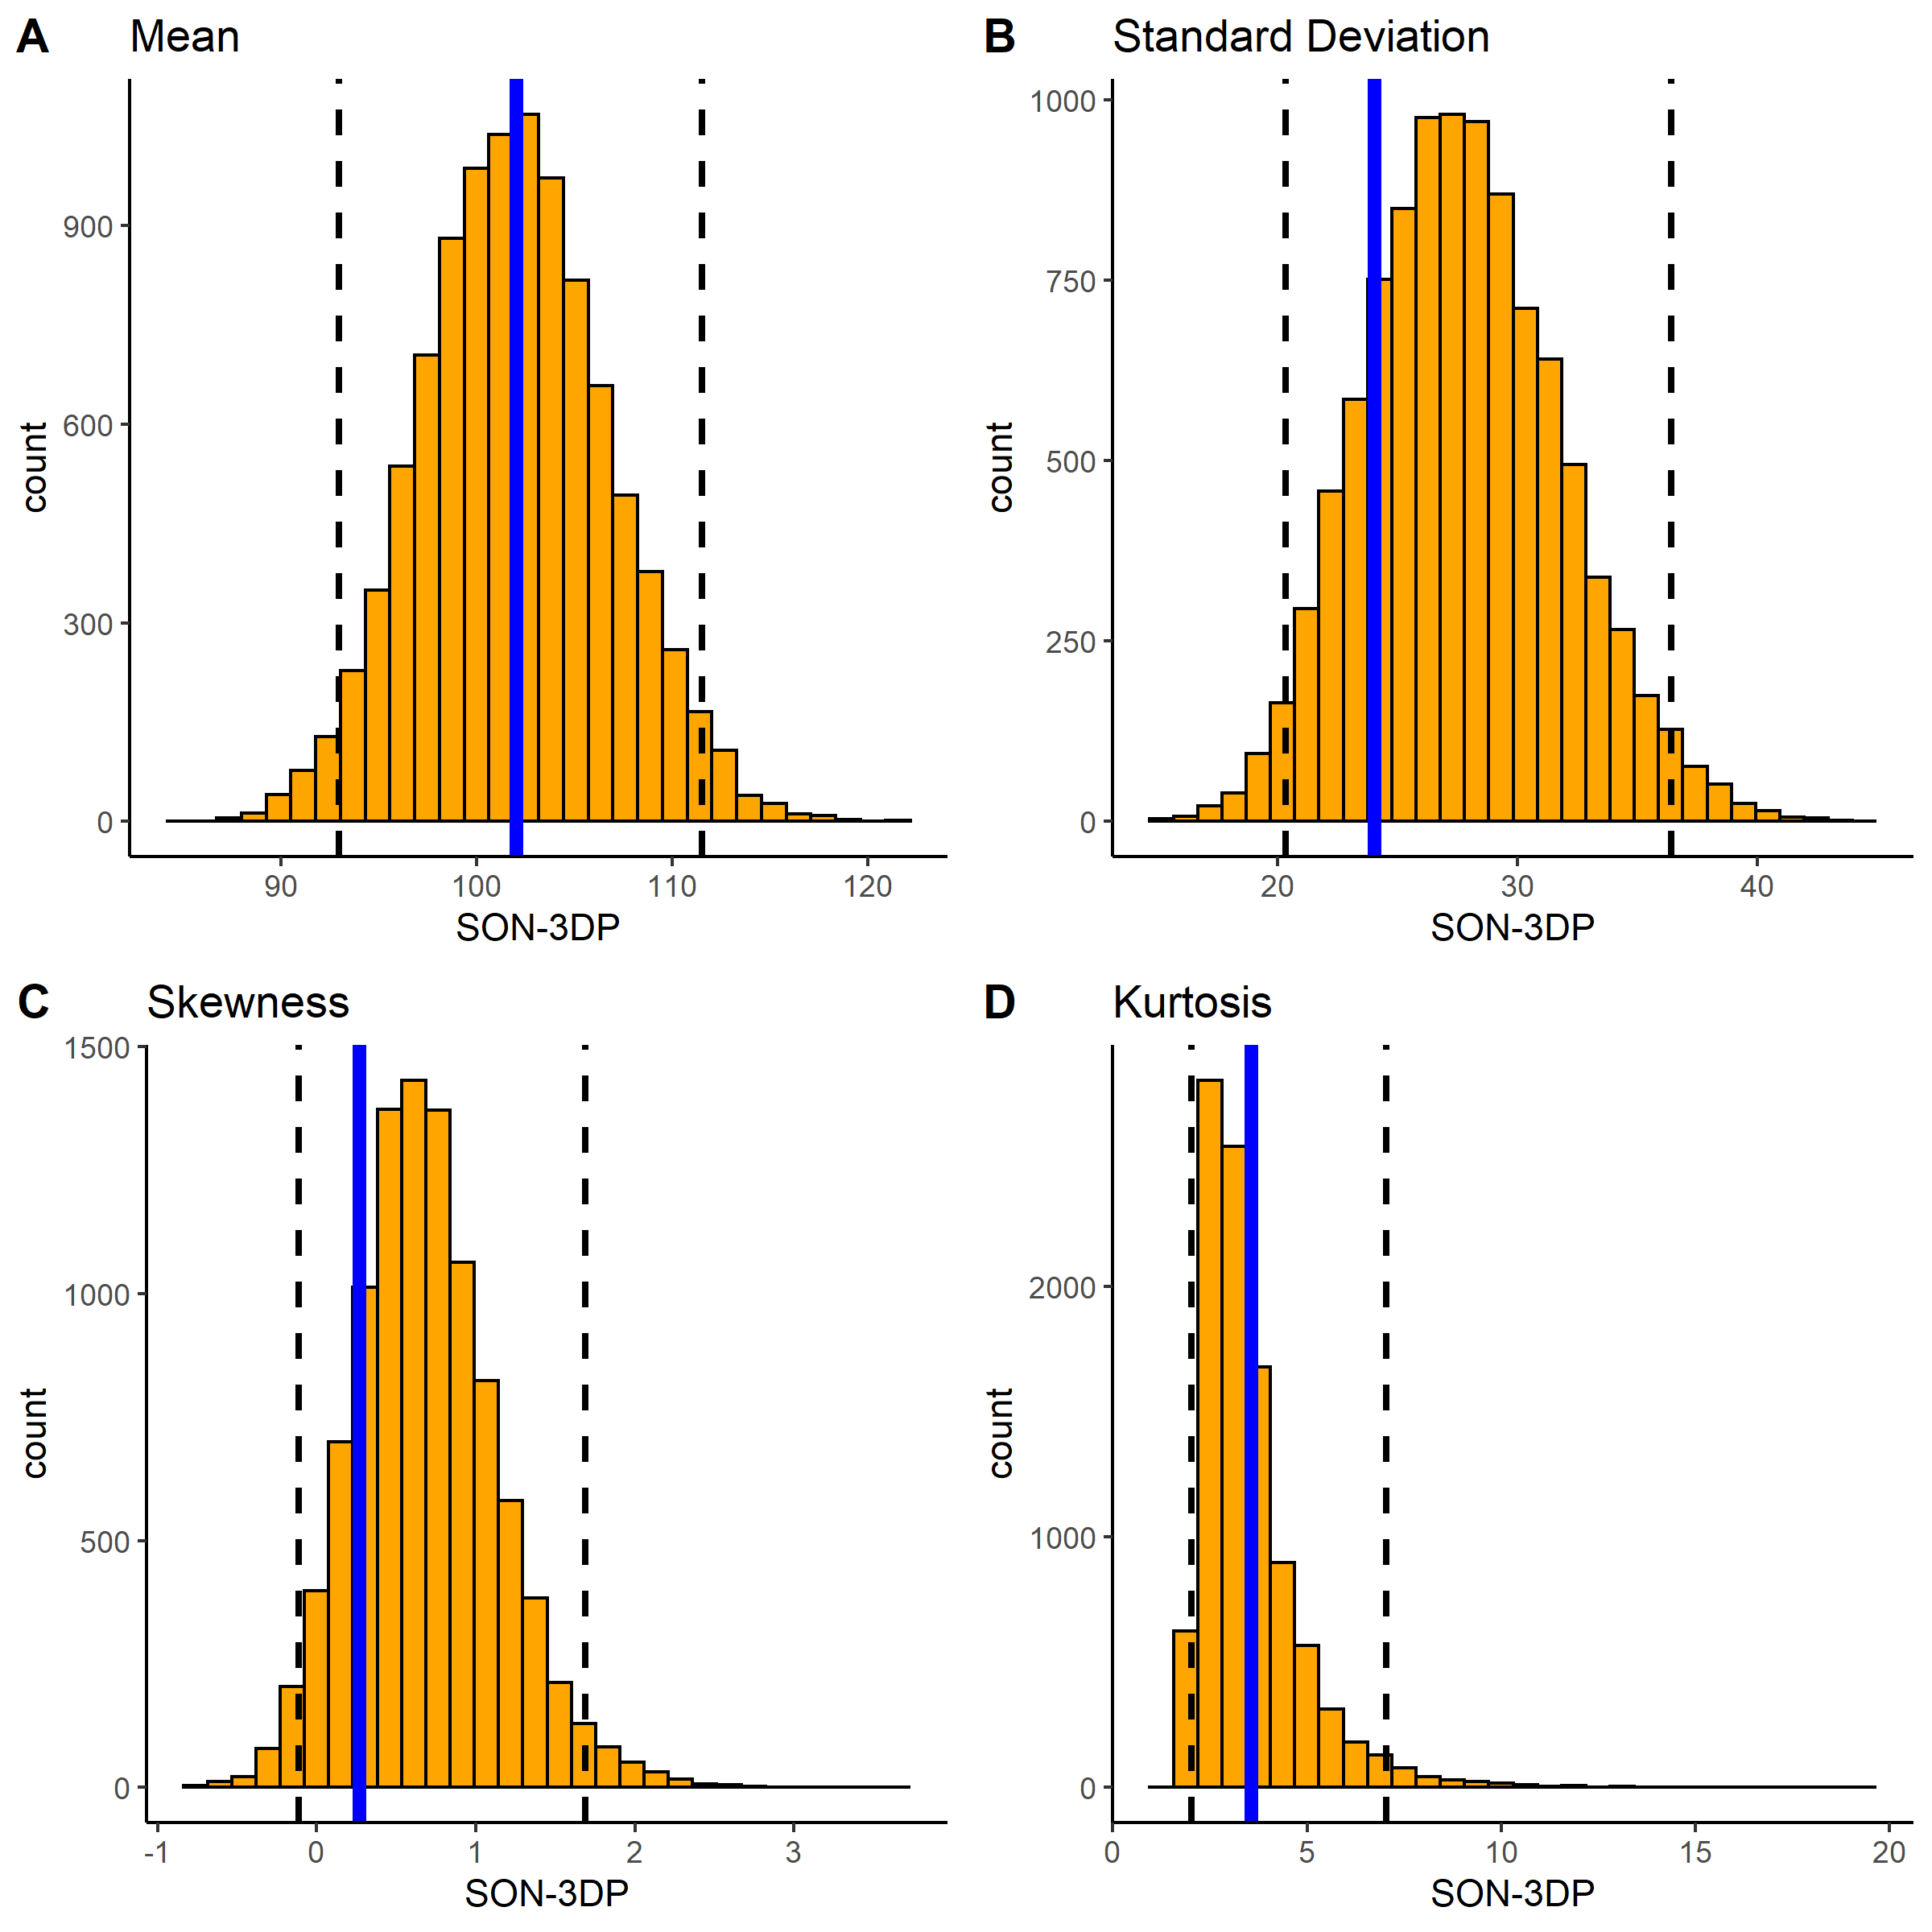 A Mean
900
600
300
0
count
90 100 110 120
SON-3DP
B Standard Deviation
1000
750
500
250
0
count
20 30 40
SON-3DP
C Skewness
1500
1000
500
0
count
-1 0 1 2 3
SON-3DP
D Kurtosis
2000
1000
0
count
0 5 10 15 20
SON-3DP